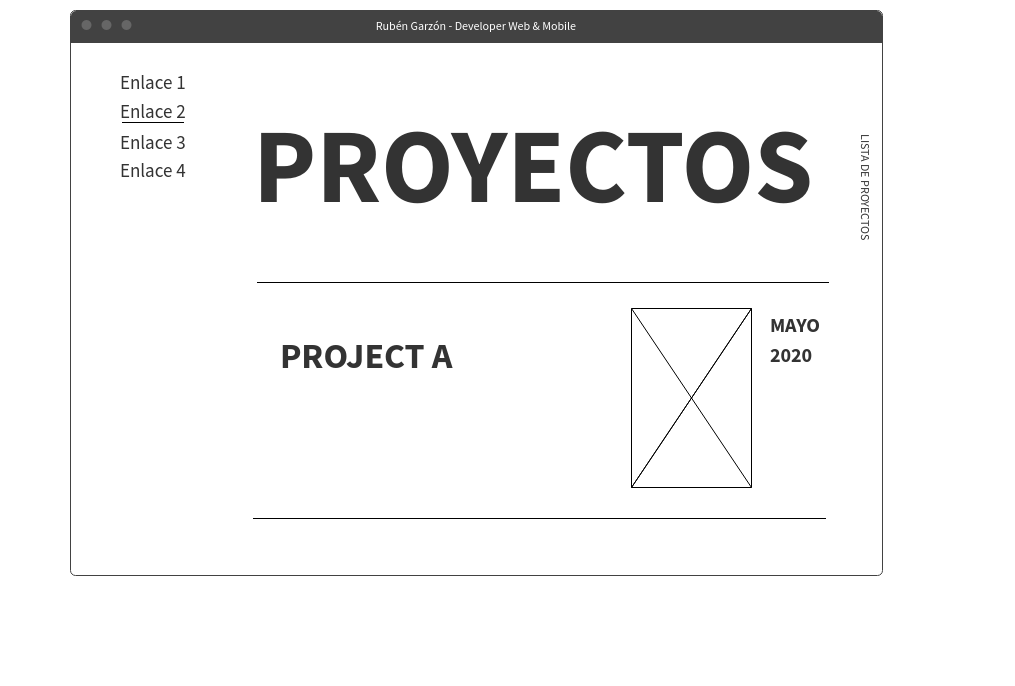 Rubén Garzón - Developer Web & Mobile
Enlace 1
Enlace 2
Enlace 3
Enlace 4
PROYECTOS
LISTA DE PROYECTOS
PROJECT A
MAYO
2020